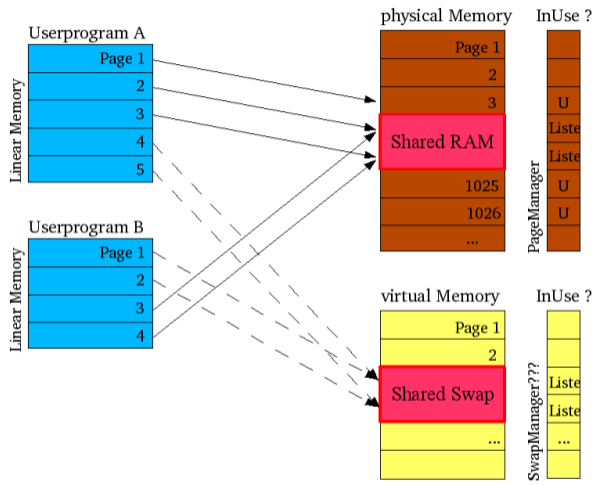 Userprogram A
Linear Memory
Page 1
2
3
4
5
Userprogram B
Linear Memory
Page 1
2
3
4
physical Memory
Page 1
2
3
Shared RAM
1025
1026
...
InUse ?
PageManager
U
Liste
Liste
U
U
virtual Memory
Page 1
2
Shared Swap
...
InUse ?
SwapManager???
Liste
Liste
...